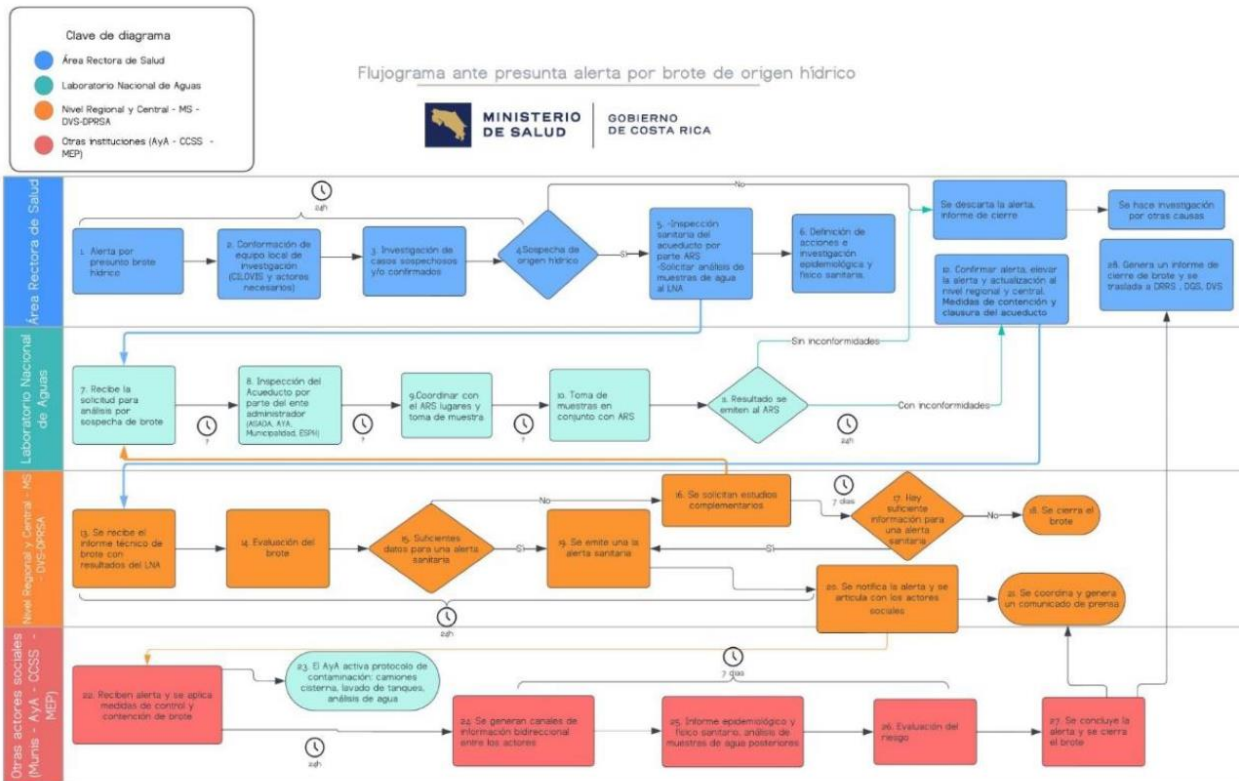 Clave de diagrama
Área Rectora de Salud
Laboratorio Nacional de Aguas
Nivel Regional y Central - MS -
DVS-DPRSA
Otras instituciones (AyA - CCSS -
MEP)
Flujograma ante presunta alerta por brote de origen hídrico
MINISTERIO
DE SALUD
GOBIERNO
DE COSTA RICA
Área Rectora de Salud
24h
No
1. Alerta por
presunto brote
hídrico
2. Conformación de
equipo local de
investigación
(CILOVIS y actores
necesarios)
3. Investigación de
casos sospechosos
y/o confirmados
4.Sospecha de
origen hídrico
Si
5. -Inspección
sanitaria del
acueducto por
parte ARS
-Solicitar análisis de
muestras de agua
al LNA
6. Definición de
acciones e
investigación
epidemiológica y
físico sanitaria.
Se descarta la alerta,
informe de cierre
Se hace investigación
por otras causas
12. Confirmar alerta, elevar
la alerta y actualización al
nivel regional y central.
Medidas de contención y
clausura del acueducto
28. Genera un informe de
cierre de brote y se
traslada a DRRS , DGS, DVS
Laboratorio Nacional
de Aguas
7. Recibe la
solicitud para
análisis por
sospecha de brote
?
8. Inspección del
Acueducto por
parte del ente
administrador
(ASADA, AYA,
Municipalidad, ESPH)
?
9.Coordinar con
el ARS lugares y
toma de muestra
?
10. Toma de
muestras en
conjunto con ARS
11. Resultado se
emiten al ARS
Sin inconformidades
Con inconformidades
24h
Nivel Regional y Central - MS
- DVS-DPRSA
13. Se recibe el
informe técnico de
brote con
resultados del LNA
14. Evaluación del
brote
15. Suficientes
datos para una alerta
sanitaria
No
Si
16. Se solicitan estudios
complementarios
7 días
17. Hay
suficiente
información para
una alerta
sanitaria
No
18. Se cierra el
brote
Si
19. Se emite una la
alerta sanitaria
20. Se notifica la alerta y se
articula con los actores
sociales
21. Se coordina y genera
un comunicado de prensa
24h
Otras actores sociales
(Munis - AyA - CCSS -
MEP)
22. Reciben alerta y se aplica
medidas de control y
contención de brote
23. El AyA activa protocolo de
contaminación: camiones
cisterna, lavado de tanques,
análisis de agua
24h
7 días
24. Se generan canales de
información bidireccional
entre los actores
25. Informe epidemiológico y
físico sanitario, análisis de
muestras de agua posteriores
26. Evaluación del
riesgo
27. Se concluye la
alerta y se cierra
el brote